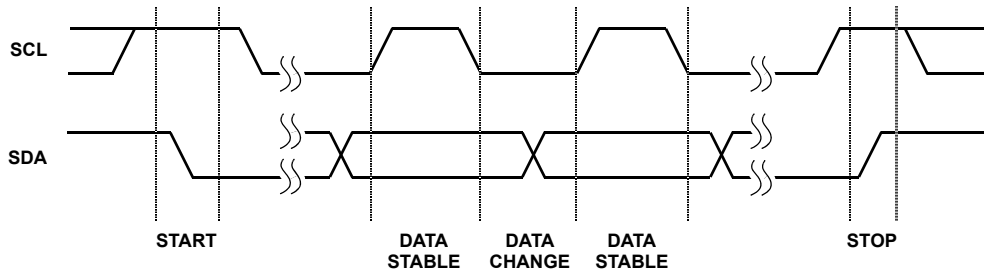 SCL
SDA
START
DATA
STABLE
DATA
CHANGE
DATA
STABLE
STOP